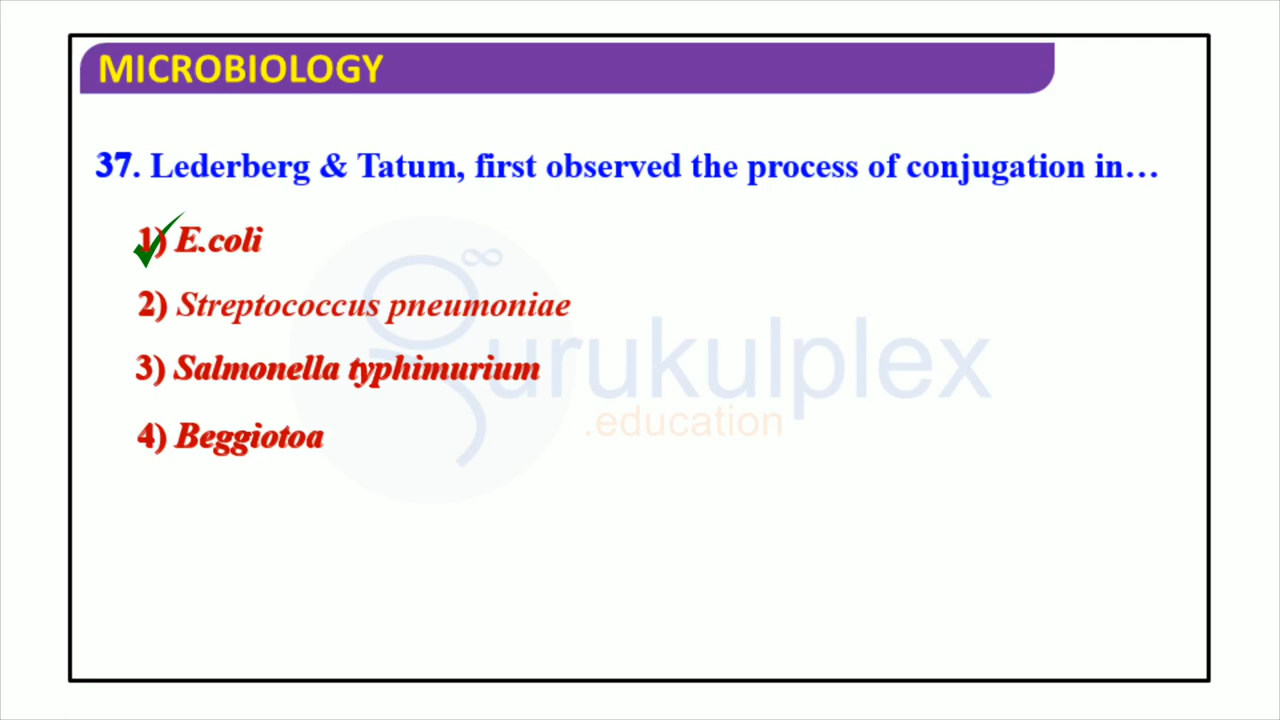 MICROBIOLOGY
37. Lederberg & Tatum, first observed the process of conjugation in…
1) E.coli
2) Streptococcus pneumoniae
3) Salmonella typhimurium
4) Beggiotoa
urukulplex
.education